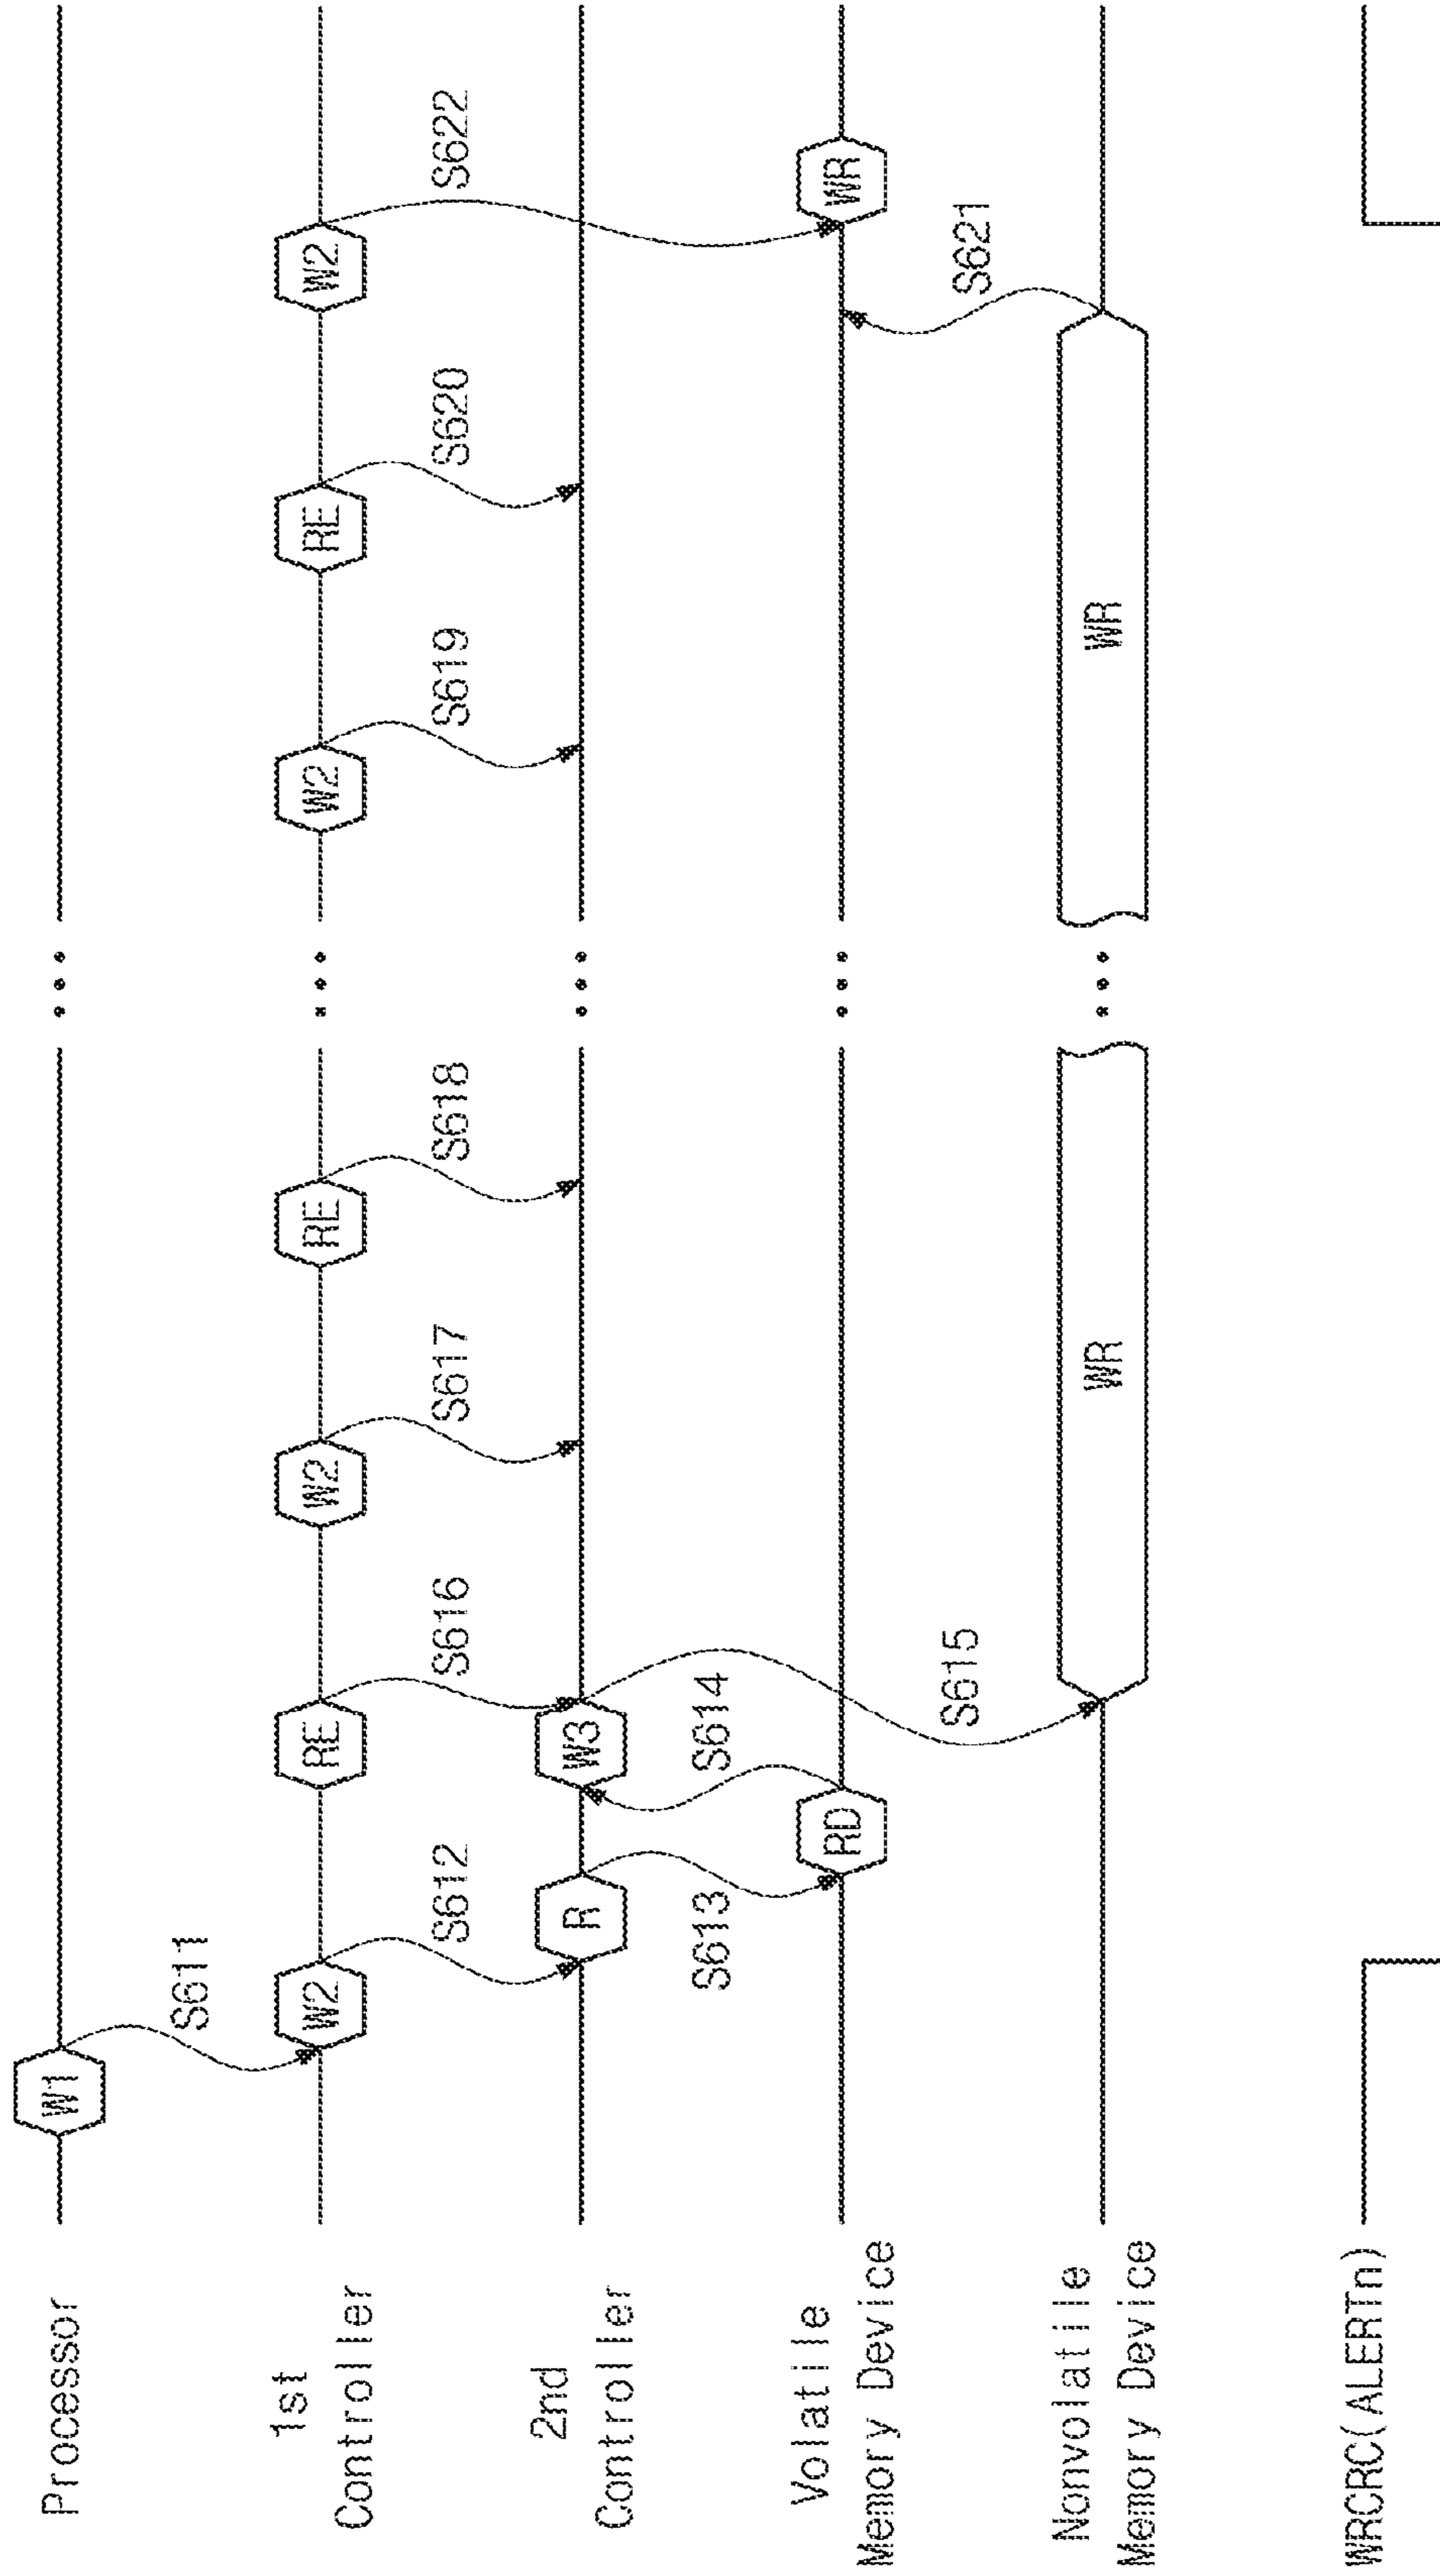 Processor
W1
S611
1st
Controller
W2
S612
RE
S616
W2
S617
RE
S618
W2
S619
RE
S620
W2
S622
2nd
Controller
R
S613
W3
S614
S615
Volatile
Memory Device
RD
WR
S621
Nonvolatile
Memory Device
WR
WR
WRCRC(ALERTn)